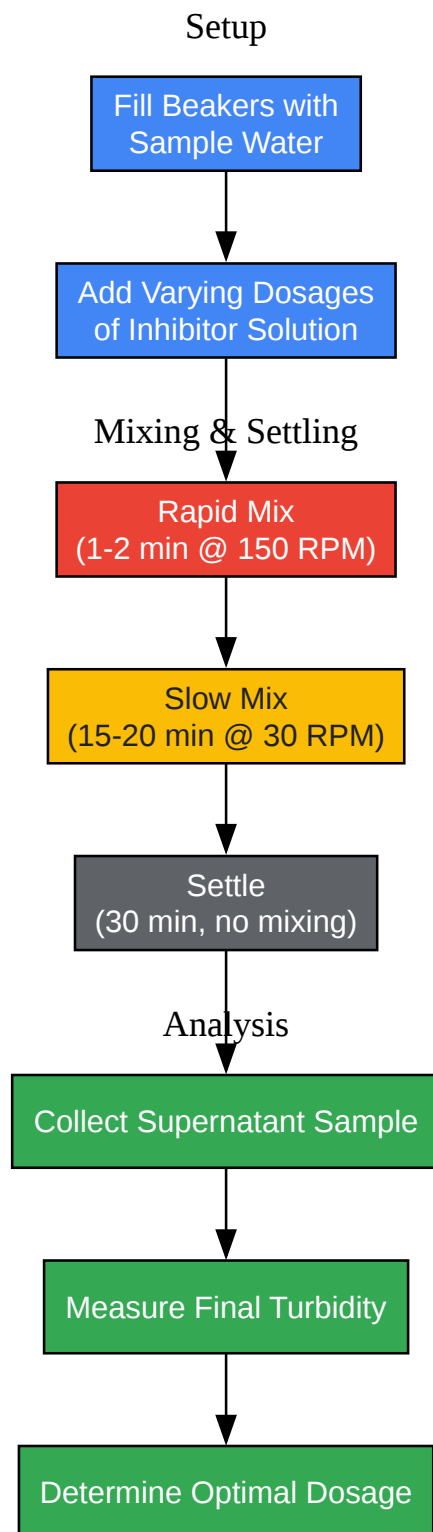 Setup
Fill Beakers with
Sample Water
Add Varying Dosages
of Inhibitor Solution
Mixing & Settling
Rapid Mix
(1-2 min @ 150 RPM)
Slow Mix
(15-20 min @ 30 RPM)
Settle
(30 min, no mixing)
Analysis
Collect Supernatant Sample
Measure Final Turbidity
Determine Optimal Dosage